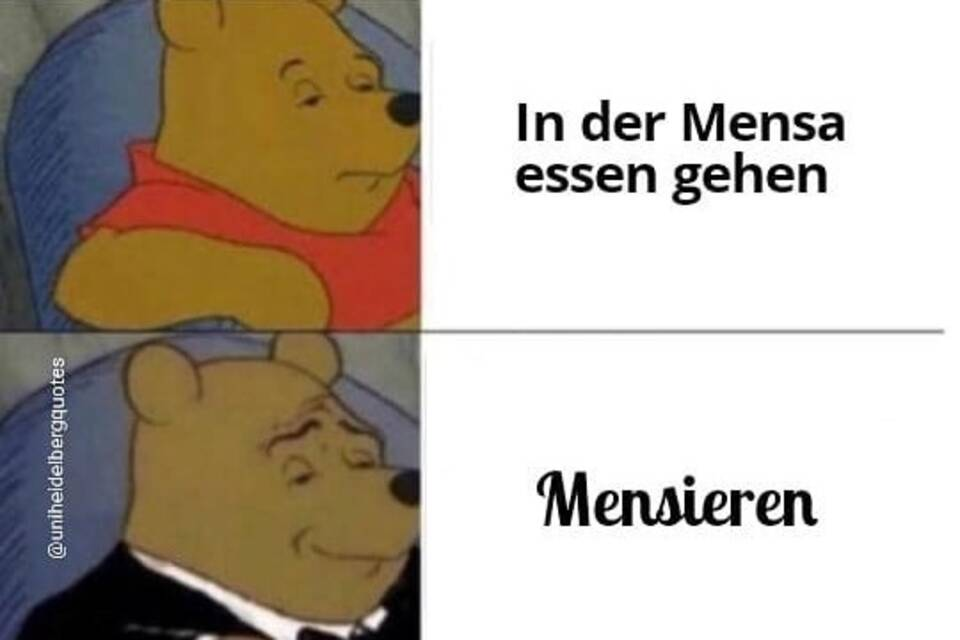 In der Mensa
essen gehen
@uniheidelbergquotes
Mensieren